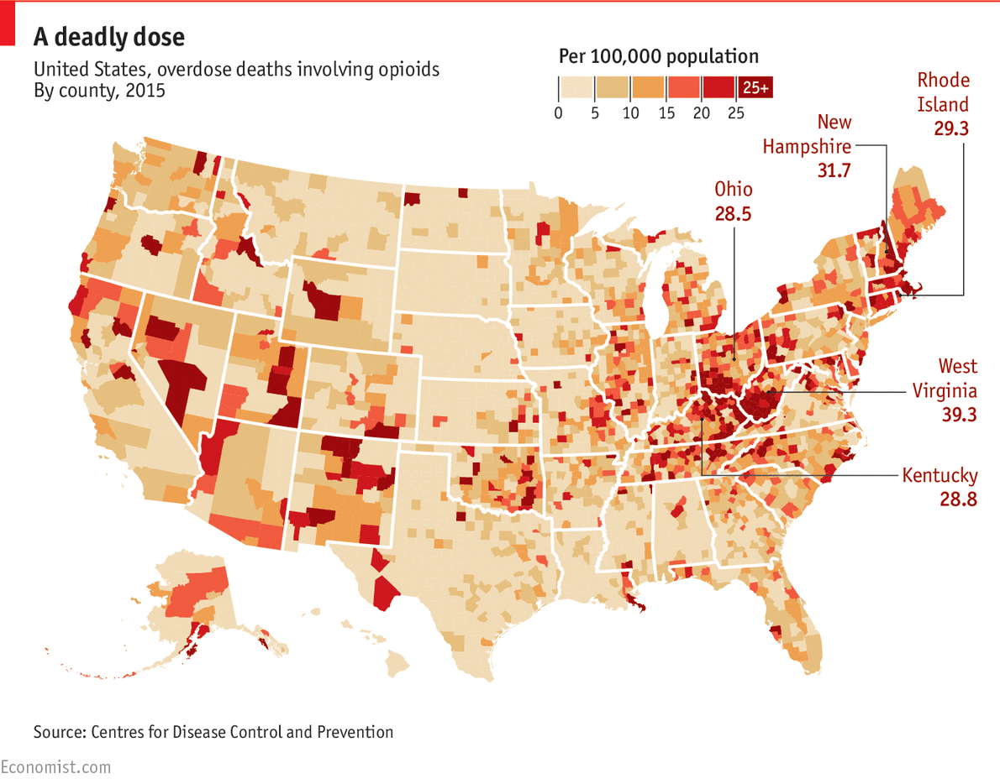 A deadly dose
United States, overdose deaths involving opioids
By county, 2015
Per 100,000 population
25+
0 5 10 15 20 25
Rhode
Island
29.3
New
Hampshire
31.7
Ohio
28.5
West
Virginia
39.3
Kentucky
28.8
Source: Centres for Disease Control and Prevention
Economist.com